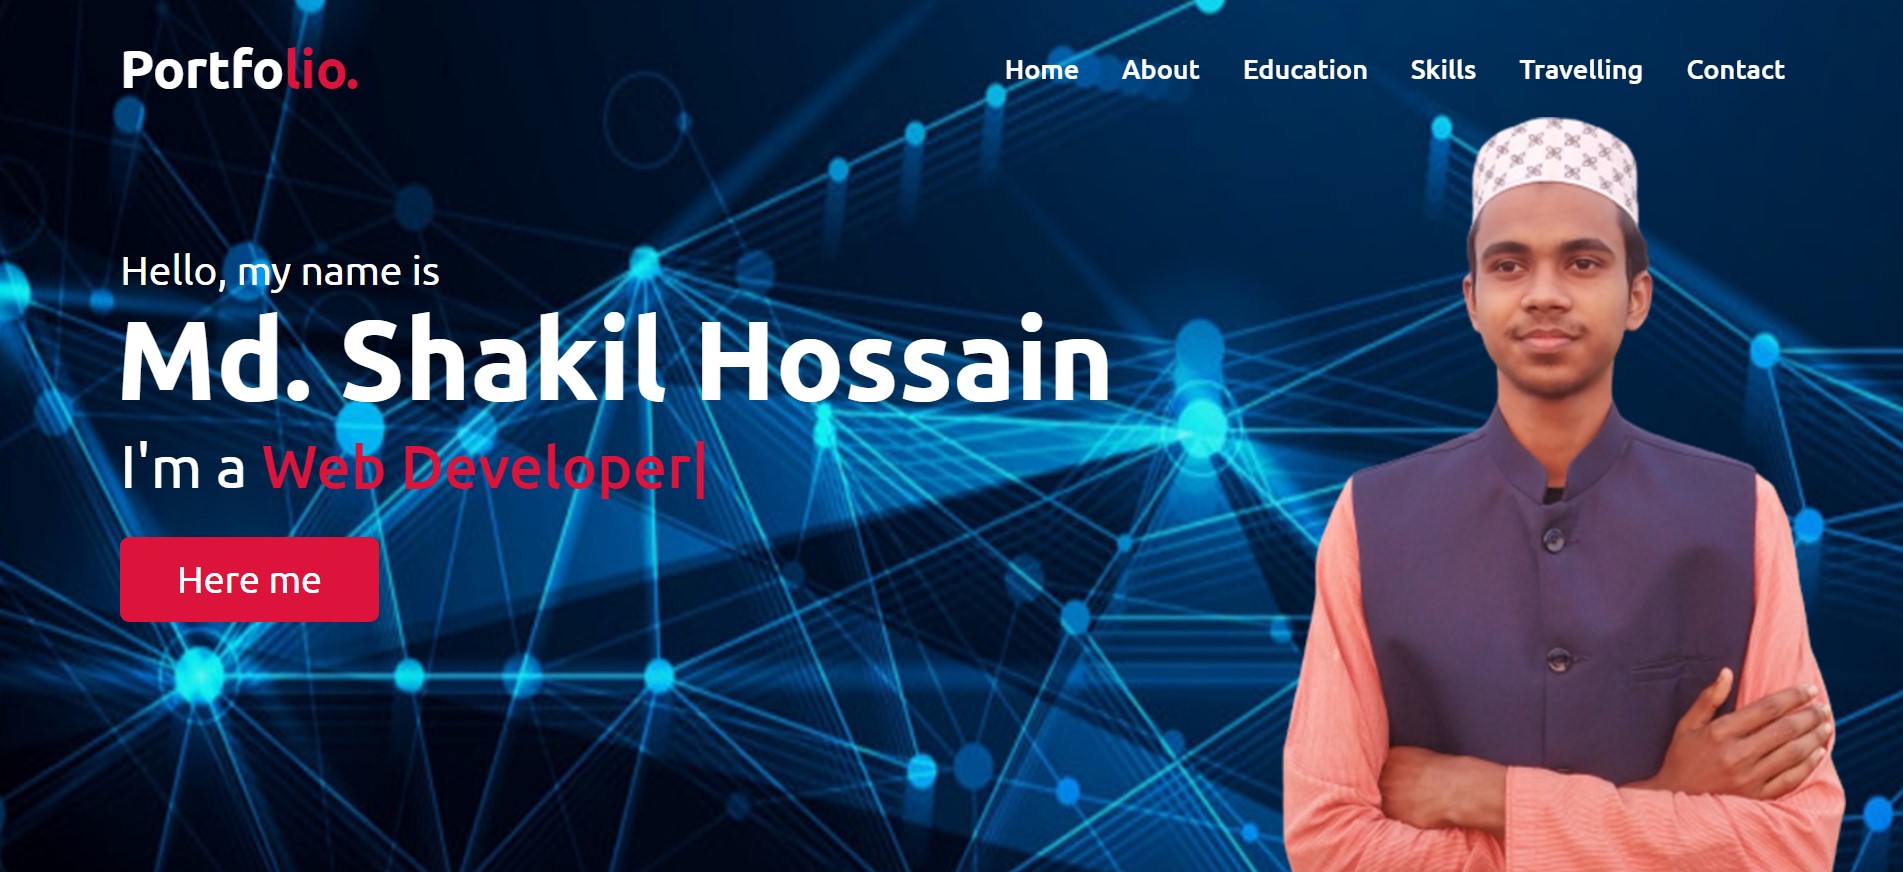 Portfolio.
Home About Education Skills Travelling Contact
Hello, my name is
Md. Shakil Hossain
I'm a Web Developer|
Here me